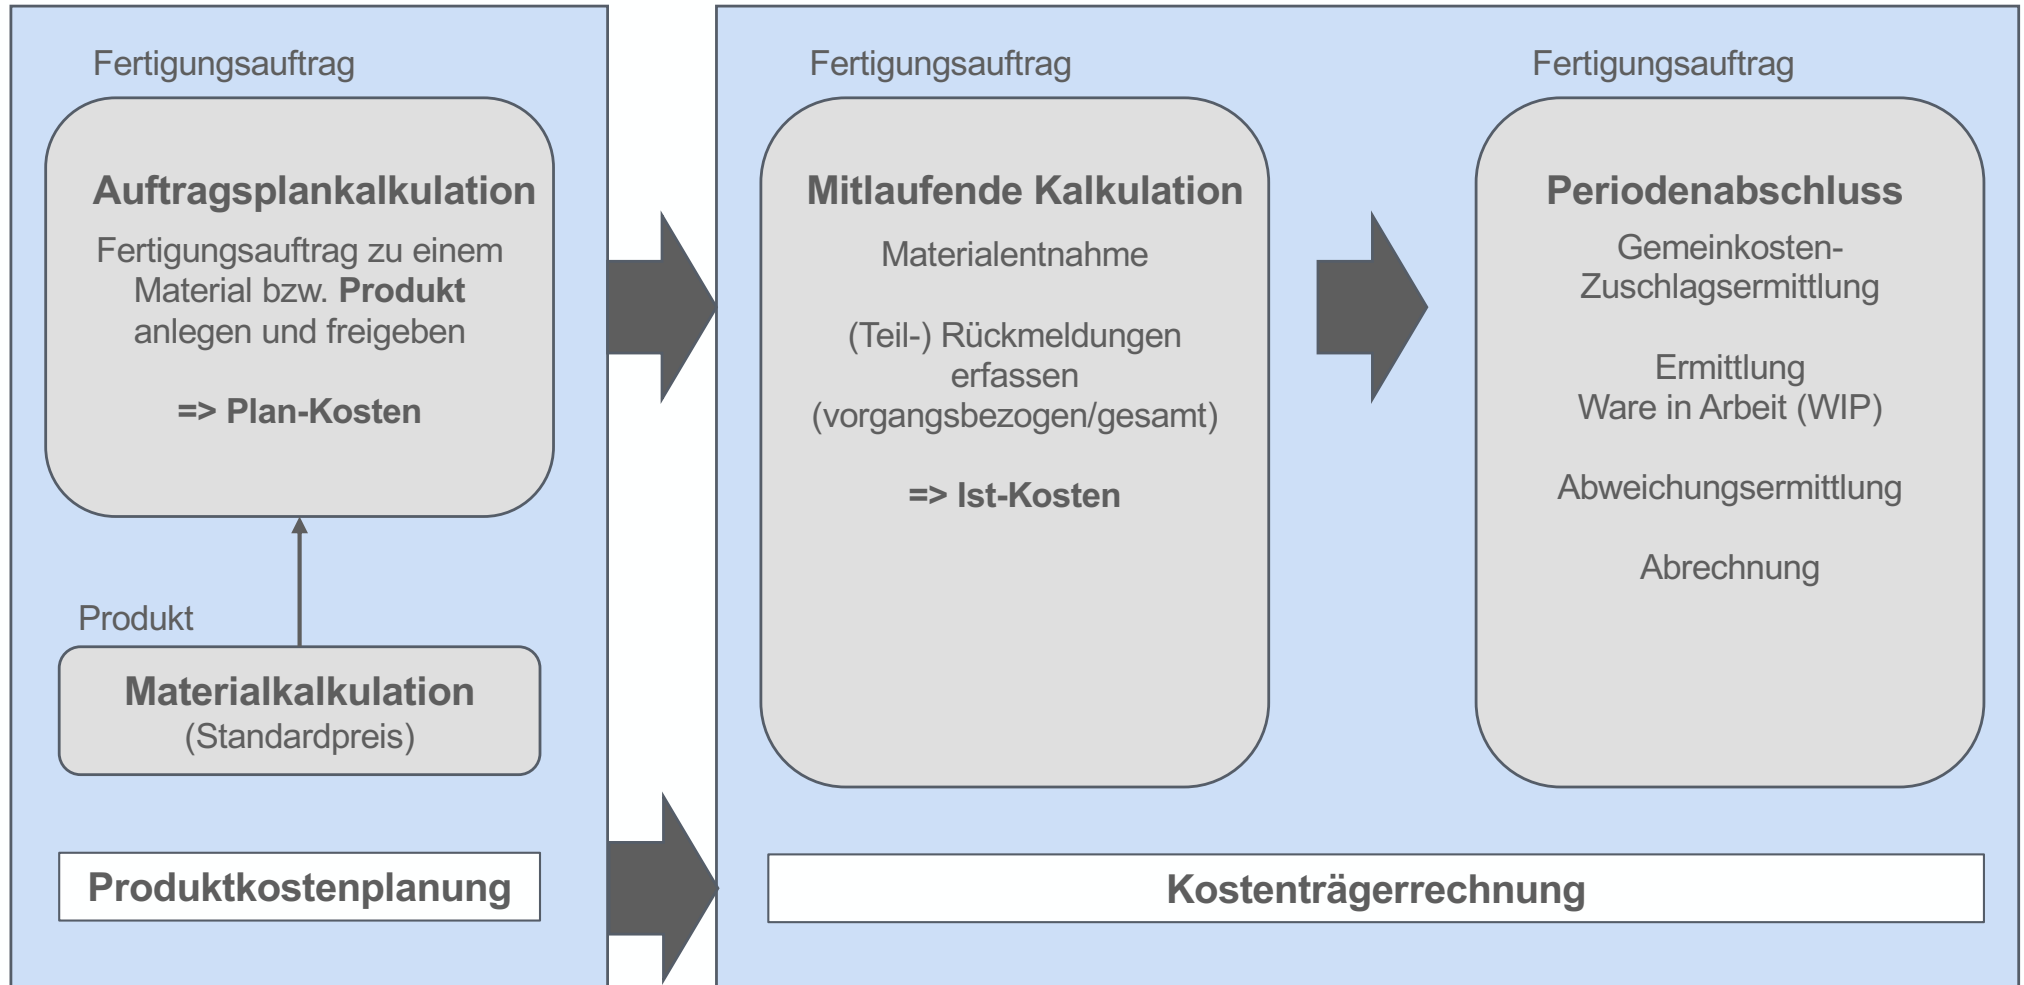 Fertigungsauftrag
Auftragsplankalkulation
Fertigungsauftrag zu einem
Material bzw. Produkt
anlegen und freigeben
=> Plan-Kosten
Produkt
Materialkalkulation
(Standardpreis)
Produktkostenplanung
Fertigungsauftrag
Mitlaufende Kalkulation
Materialentnahme
(Teil-) Rückmeldungen
erfassen
(vorgangsbezogen/gesamt)
=> Ist-Kosten
Fertigungsauftrag
Periodenabschluss
Gemeinkosten-
Zuschlagsermittlung
Ermittlung
Ware in Arbeit (WIP)
Abweichungsermittlung
Abrechnung
Kostenträgerrechnung